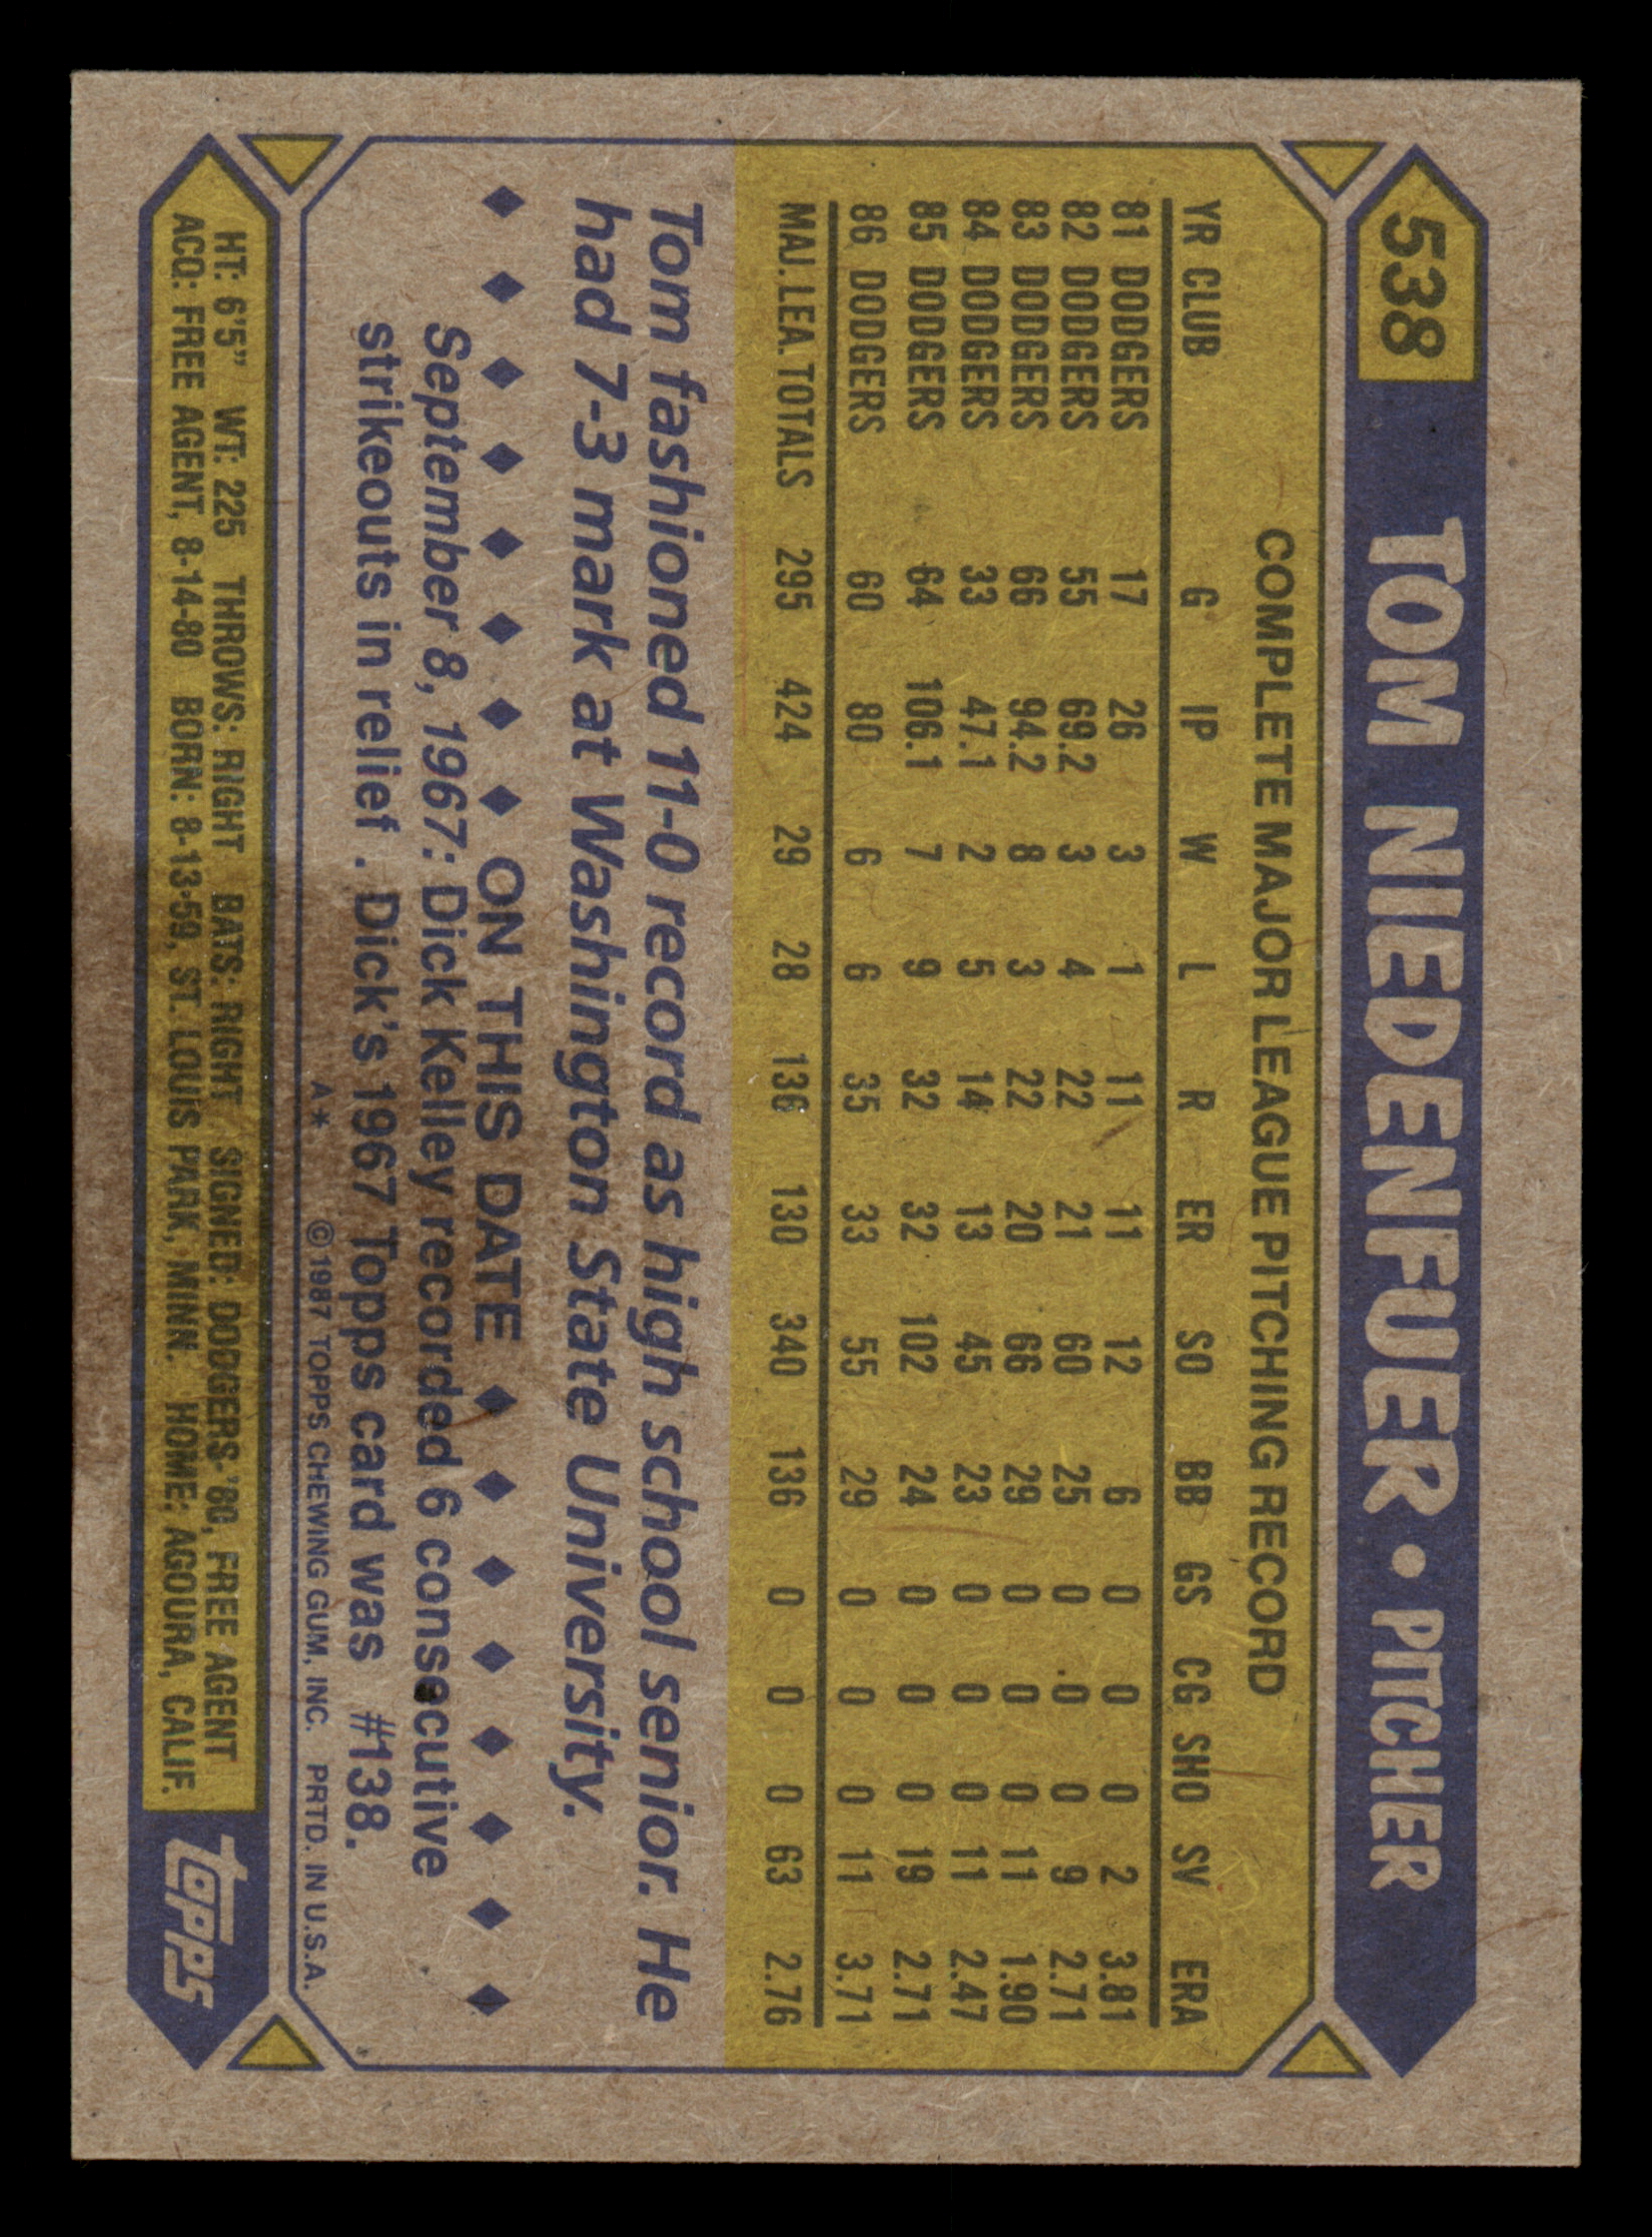 538 TOM NIEDENFUER • PITCHER
COMPLETE MAJOR LEAGUE PITCHING RECORD
YR CLUB G IP W L R ER SO BB GS CG SHO SV ERA
81 DODGERS 17 26 3 1 11 11 12 6 0 0 0 2 3.81
82 DODGERS 55 69.2 3 4 22 21 60 25 0 0 0 9 2.71
83 DODGERS 66 94.2 8 3 22 20 66 29 0 0 0 11 1.90
84 DODGERS 33 47.1 2 5 14 13 45 23 0 0 0 11 2.47
85 DODGERS 64 106.1 7 9 32 32 102 24 0 0 0 19 2.71
86 DODGERS 60 80 6 6 35 33 55 29 0 0 0 11 3.71
MAJ. LEA. TOTALS 295 424 29 28 136 130 340 136 0 0 0 63 2.76
Tom fashioned 11-0 record as high school senior. He
had 7-3 mark at Washington State University.
♦ ♦ ♦ ♦ ♦ ♦ ♦ ♦ ON THIS DATE ♦ ♦ ♦ ♦ ♦ ♦ ♦ ♦
September 8, 1967: Dick Kelley recorded 6 consecutive
strikeouts in relief . Dick's 1967 Topps card was #138.
A* ©1987 TOPPS CHEWING GUM, INC. PRTD. IN U.S.A.
HT: 6'5" WT: 225 THROWS: RIGHT BATS: RIGHT SIGNED: DODGERS '80, FREE AGENT
ACQ: FREE AGENT, 8-14-80 BORN: 8-13-59, ST. LOUIS PARK, MINN. HOME: AGOURA, CALIF.
topps